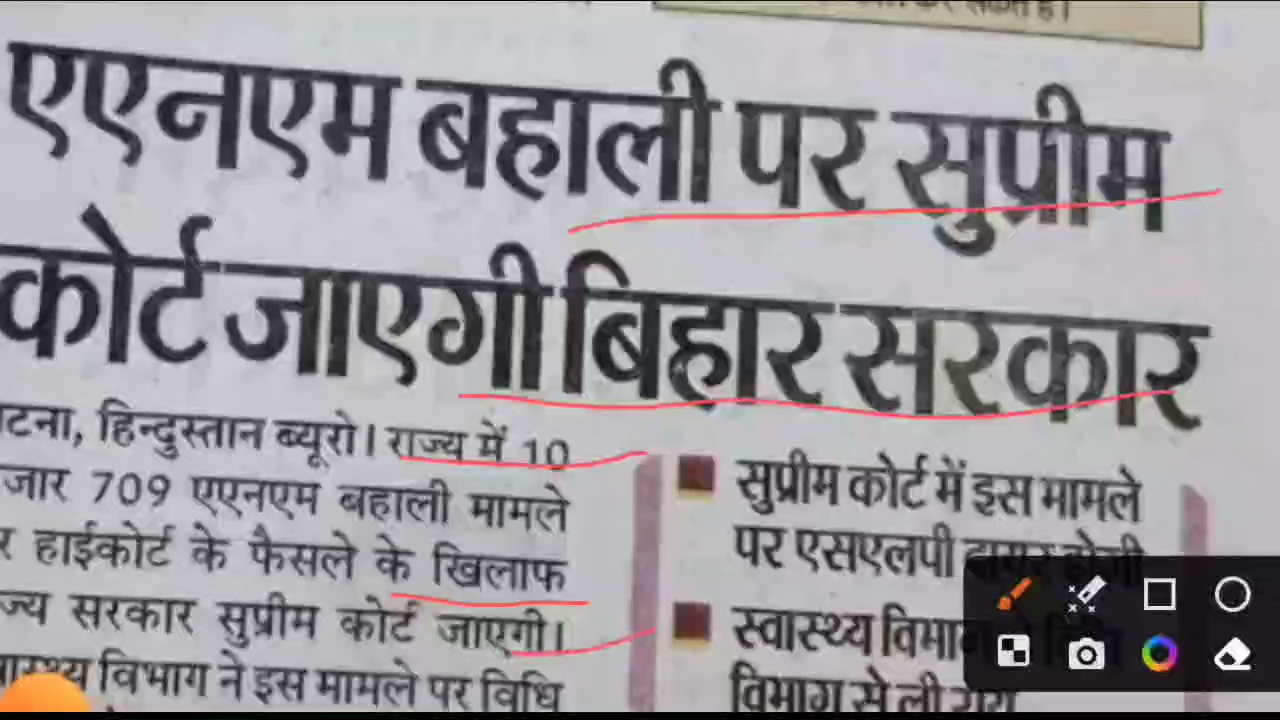 एएनएम बहाली पर सुप्रीम
कोर्ट जाएगी बिहार सरकार
हिन्दुस्तान ब्यूरो। राज्य में 10
709 एएनएम बहाली मामले
हाईकोर्ट के फैसले के खिलाफ
सरकार सुप्रीम कोर्ट जाएगी।
विभाग ने इस मामले पर विधि
सुप्रीम कोर्ट में इस मामले
पर एसएलपी दायर होगी
स्वास्थ्य विभाग
विभाग से ली